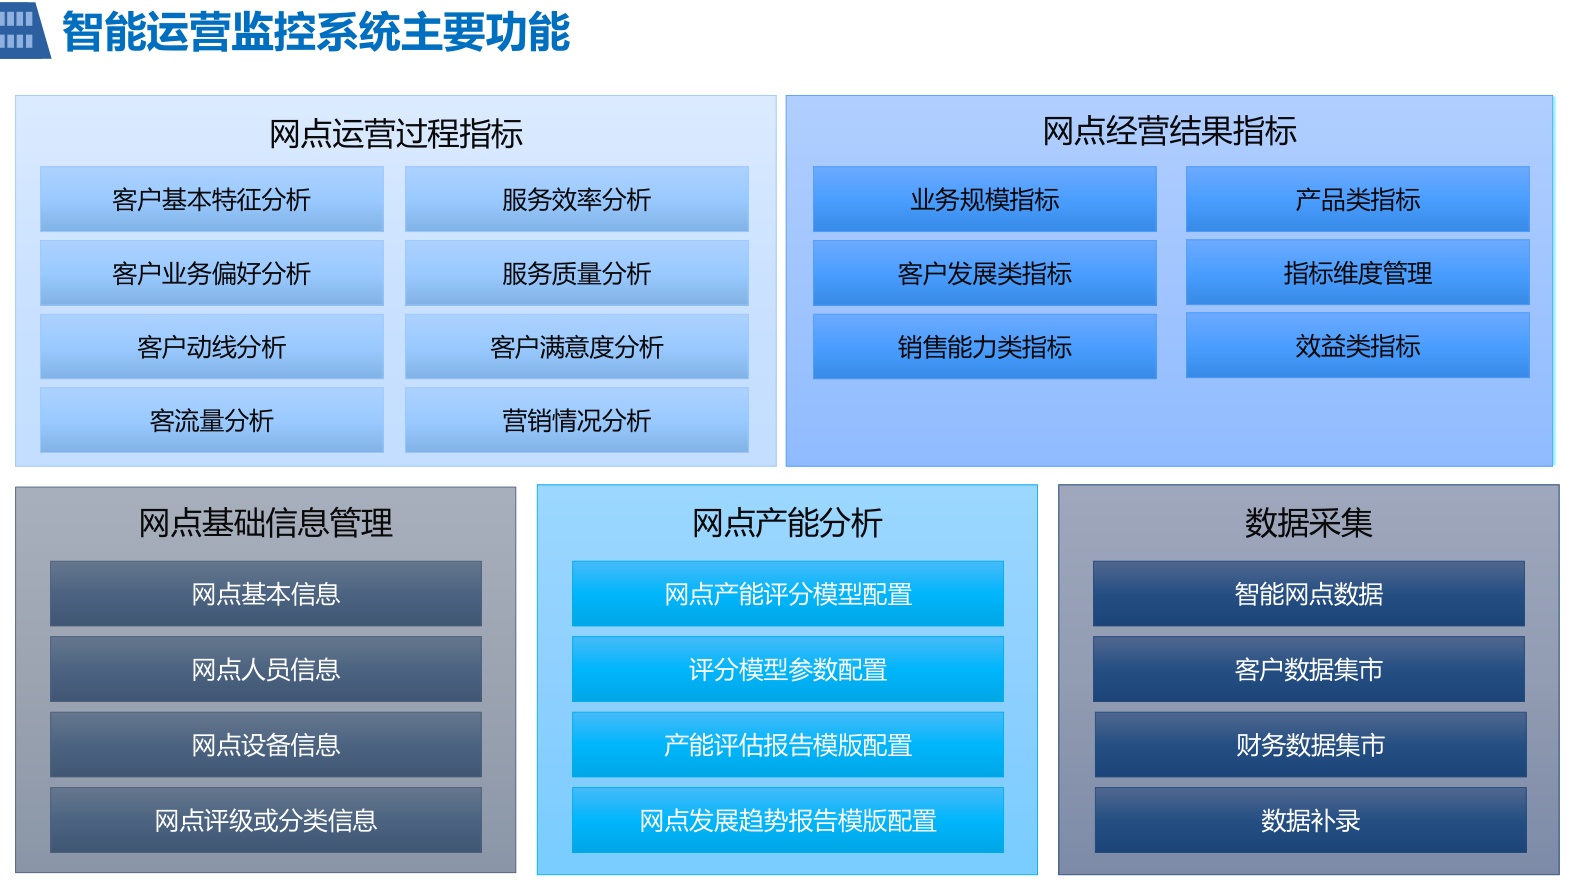 智能运营监控系统主要功能
网点运营过程指标
客户基本特征分析
服务效率分析
客户业务偏好分析
服务质量分析
客户动线分析
客户满意度分析
客流量分析
营销情况分析
网点经营结果指标
业务规模指标
产品类指标
客户发展类指标
指标维度管理
销售能力类指标
效益类指标
网点基础信息管理
网点基本信息
网点人员信息
网点设备信息
网点评级或分类信息
网点产能分析
网点产能评分模型配置
评分模型参数配置
产能评估报告模版配置
网点发展趋势报告模版配置
数据采集
智能网点数据
客户数据集市
财务数据集市
数据补录